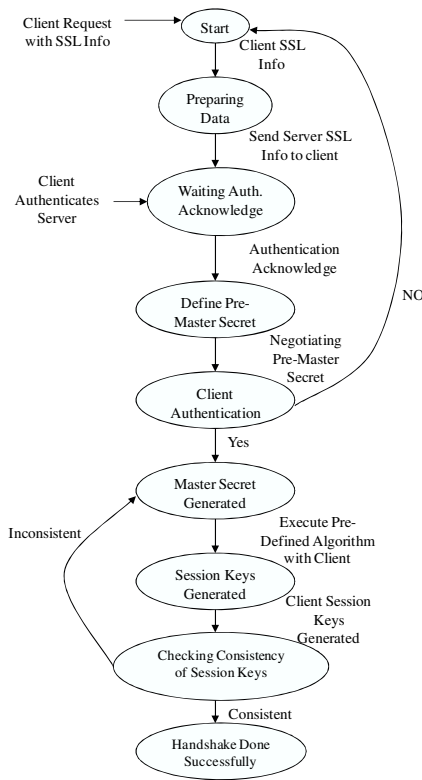 Client Request
with SSL Info
Start
Client SSL
Info
Preparing
Data
Send Server SSL
Info to client
Client
Authenticates
Server
Waiting Auth.
Acknowledge
Authentication
Acknowledge
Define Pre-
Master Secret
NO
Negotiating
Pre-Master
Secret
Client
Authentication
Yes
Master Secret
Generated
Inconsistent
Execute Pre-
Defined Algorithm
with Client
Session Keys
Generated
Client Session
Keys
Generated
Checking Consistency
of Session Keys
Consistent
Handshake Done
Successfully